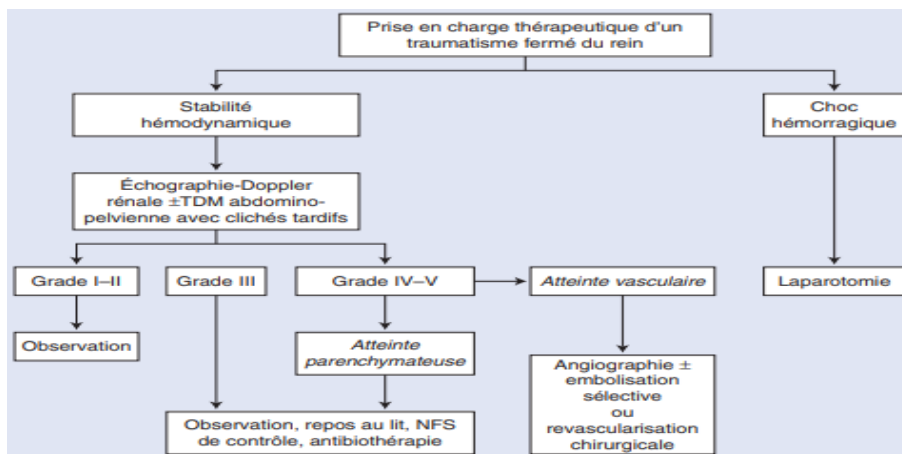 Prise en charge thérapeutique d'un
traumatisme fermé du rein
Stabilité
hémodynamique
Choc
hémorragique
Échographie-Doppler
rénale ±TDM abdomino-
pelvienne avec clichés tardifs
Grade I–II
Grade III
Grade IV–V
Atteinte vasculaire
Laparotomie
Observation
Atteinte
parenchymateuse
Angiographie ±
embolisation
sélective
ou
revascularisation
chirurgicale
Observation, repos au lit, NFS
de contrôle, antibiothérapie